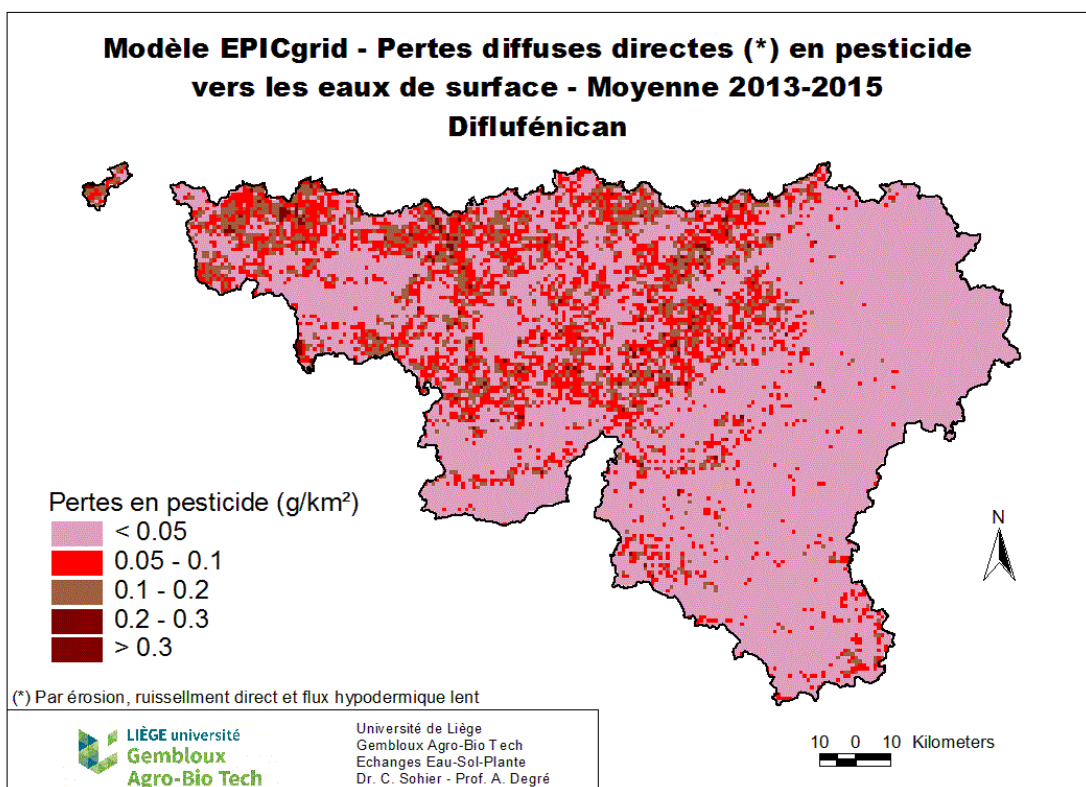 Modèle EPICgrid - Pertes diffuses directes (*) en pesticide
vers les eaux de surface - Moyenne 2013-2015
Diflufénican
Pertes en pesticide (g/km²)
< 0.05
0.05 - 0.1
0.1 - 0.2
0.2 - 0.3
> 0.3
N
(*) Par érosion, ruissellment direct et flux hypodermique lent
10 0 10 Kilometers
LIÈGE université
Gembloux
Agro-Bio Tech
Université de Liège
Gembloux Agro-Bio Tech
Echanges Eau-Sol-Plante
Dr. C. Sohier - Prof. A. Degré